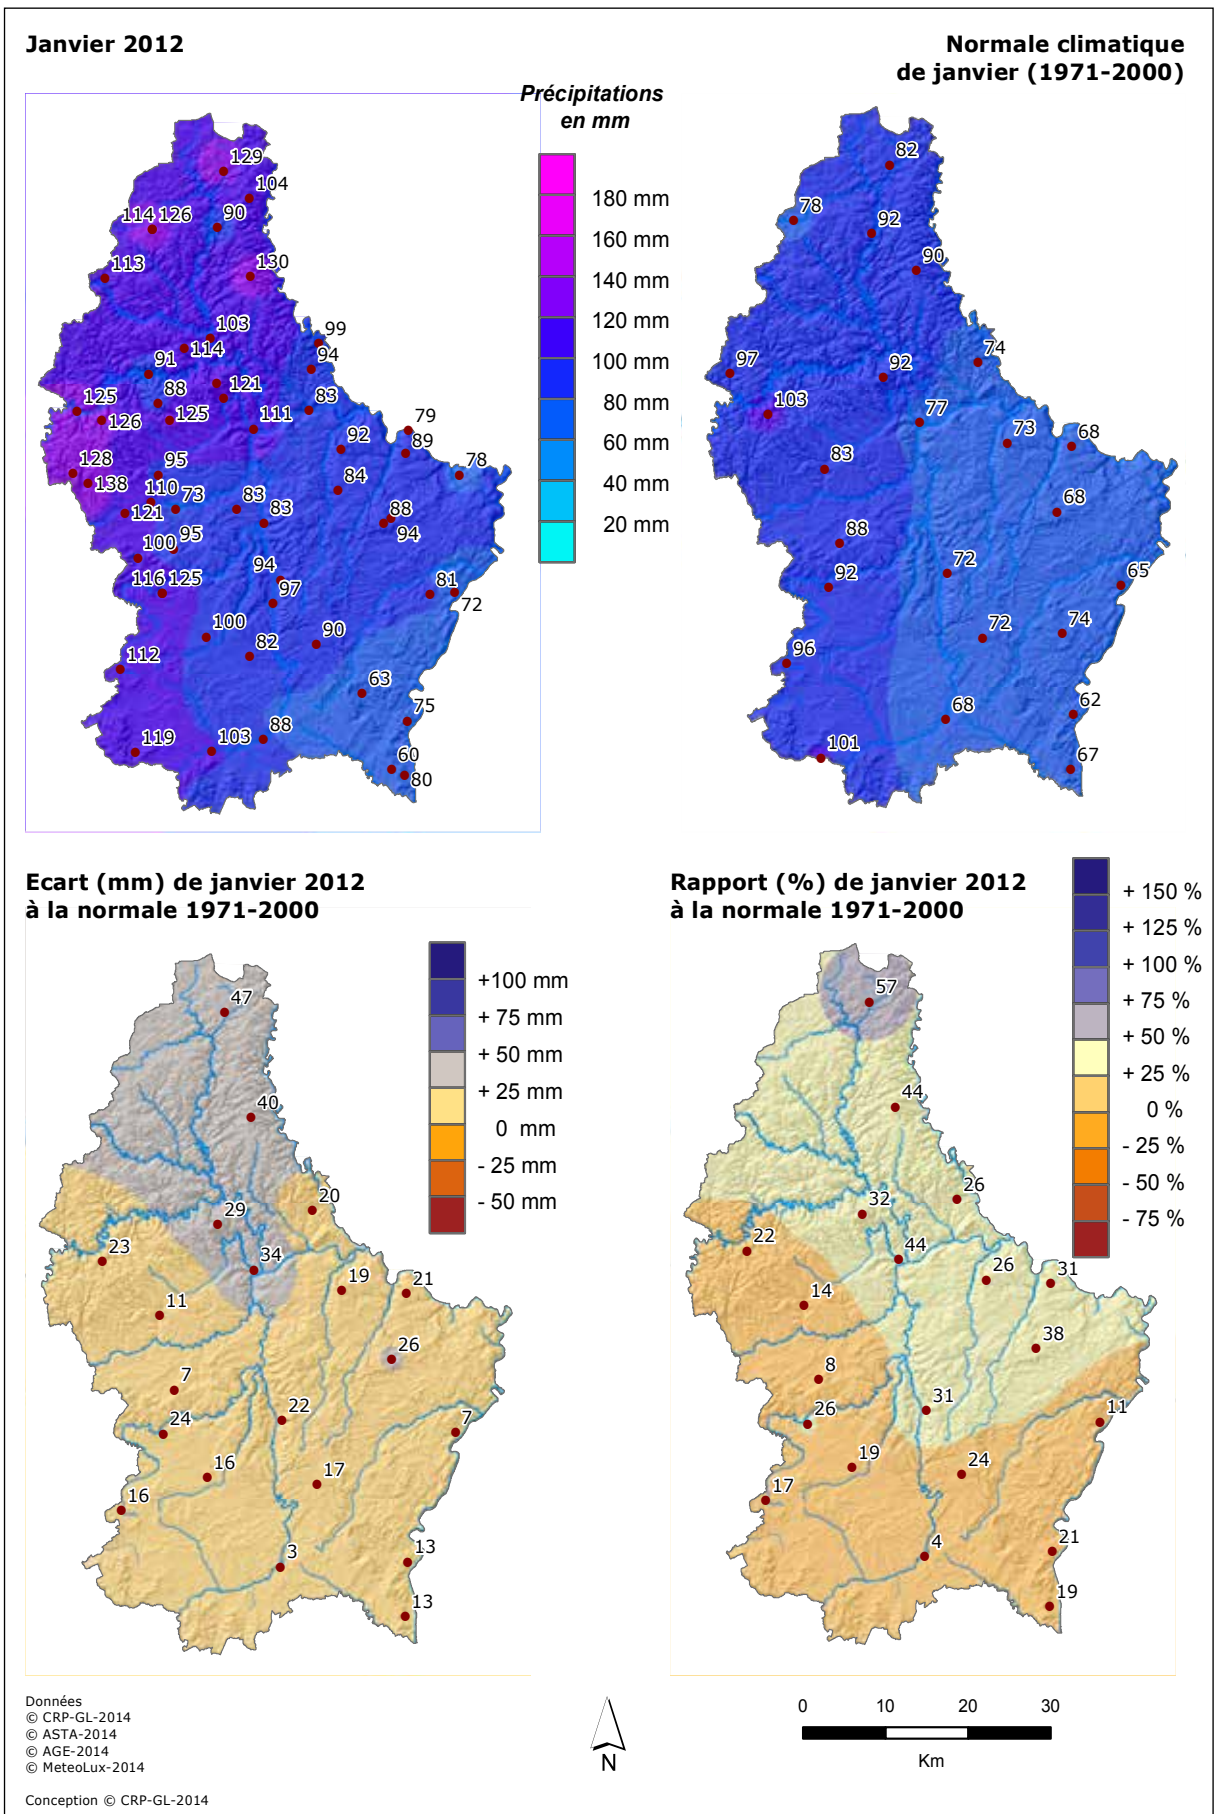 Janvier 2012
Normale climatique
de janvier (1971-2000)
Précipitations
en mm
180 mm
160 mm
140 mm
120 mm
100 mm
80 mm
60 mm
40 mm
20 mm
129
104
114 126
90
113
130
103
99
114
91
94
88
121
125
83
126
125
111
79
92
89
128
95
78
138
84
110
73
83
88
121
83
94
95
100
94
116 125
97
81
72
100
82
90
112
63
75
88
119
103
60
80
82
78
92
90
74
97
92
103
77
73
68
83
68
88
72
65
92
72
74
96
62
68
101
67
Ecart (mm) de janvier 2012
à la normale 1971-2000
+100 mm
+ 75 mm
+ 50 mm
+ 25 mm
0 mm
- 25 mm
- 50 mm
47
40
20
29
23
34
19
21
11
26
7
22
24
7
16
17
16
3
13
13
Rapport (%) de janvier 2012
à la normale 1971-2000
+ 150 %
+ 125 %
+ 100 %
+ 75 %
+ 50 %
+ 25 %
0 %
- 25 %
- 50 %
- 75 %
57
44
26
32
22
44
26
31
14
38
8
31
26
11
19
24
17
4
21
19
Données
© CRP-GL-2014
© ASTA-2014
© AGE-2014
© MeteoLux-2014
Conception © CRP-GL-2014
N
0 10 20 30
Km